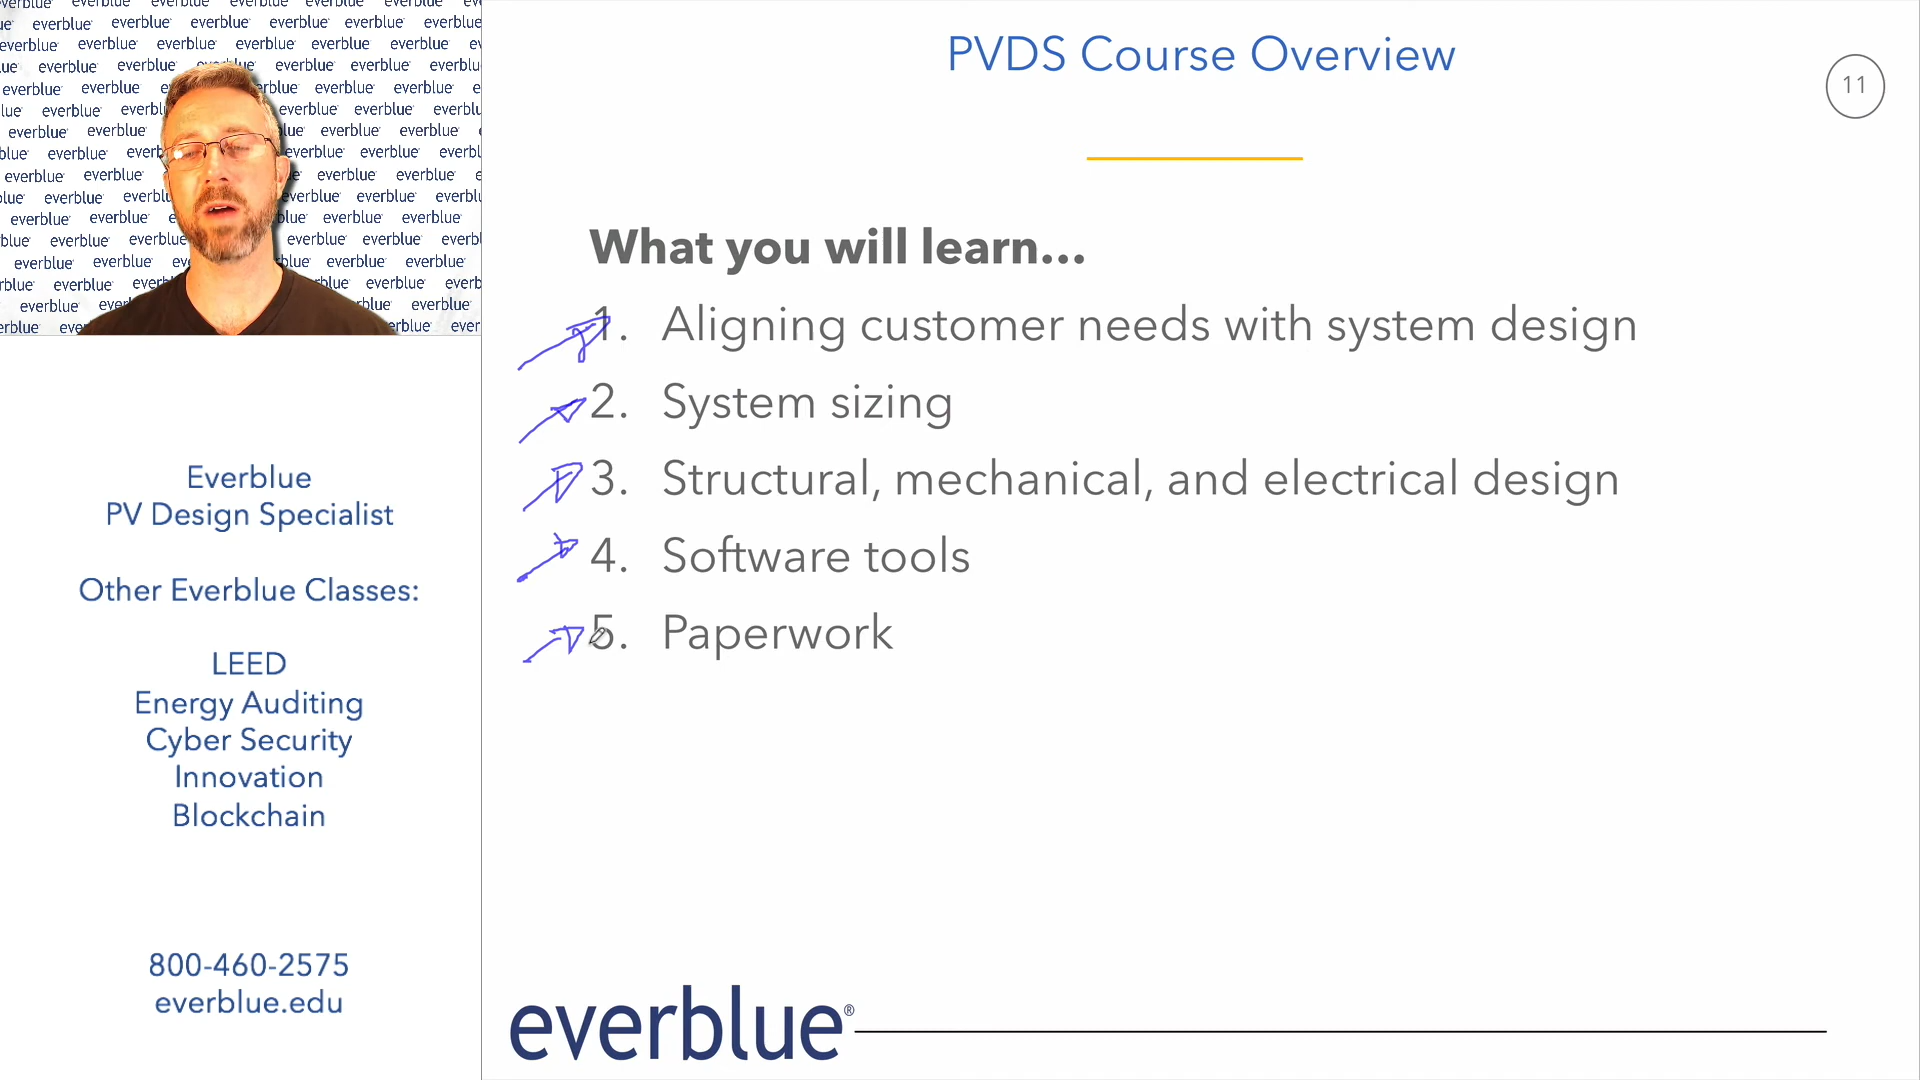 PVDS Course Overview
11
What you will learn...
1. Aligning customer needs with system design
2. System sizing
3. Structural, mechanical, and electrical design
4. Software tools
5. Paperwork
Everblue
PV Design Specialist
Other Everblue Classes:
LEED
Energy Auditing
Cyber Security
Innovation
Blockchain
800-460-2575
everblue.edu
everblue®